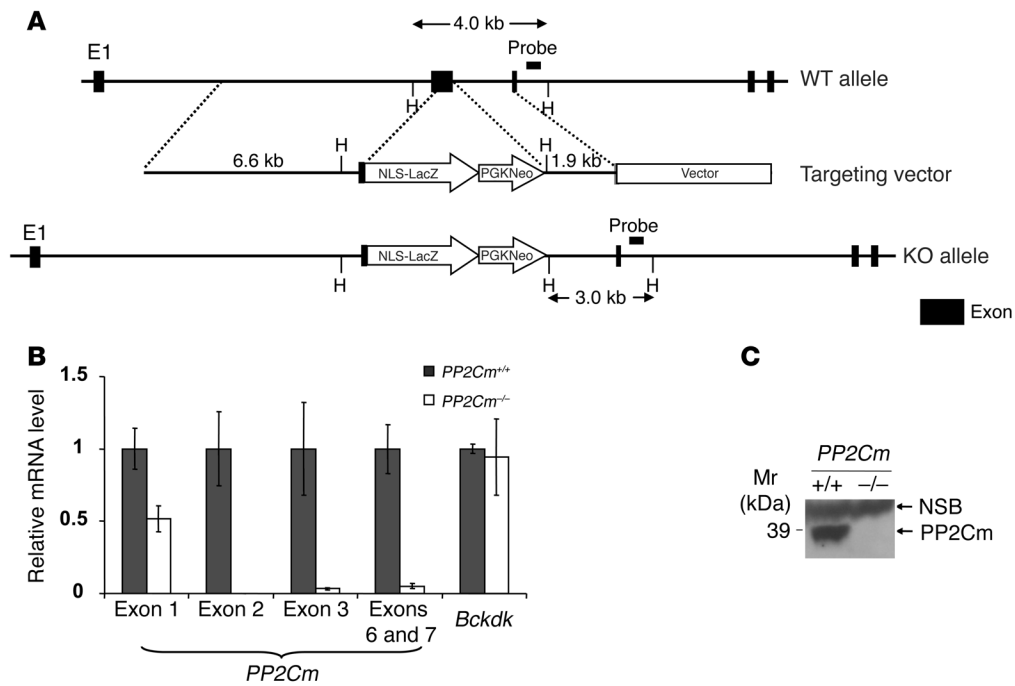 A
4.0 kb
Probe
E1
WT allele
H
H
H
H
6.6 kb
1.9 kb
NLS-LacZ
PGKNeo
Vector
Targeting vector
Probe
E1
NLS-LacZ
PGKNeo
KO allele
H
H
H
3.0 kb
Exon
B
Relative mRNA level
1.5
1
0.5
0
PP2Cm+/+
PP2Cm–/–
Exon 1
Exon 2
Exon 3
Exons
6 and 7
Bckdk
PP2Cm
C
PP2Cm
Mr
(kDa)
+/+
–/–
NSB
39
PP2Cm